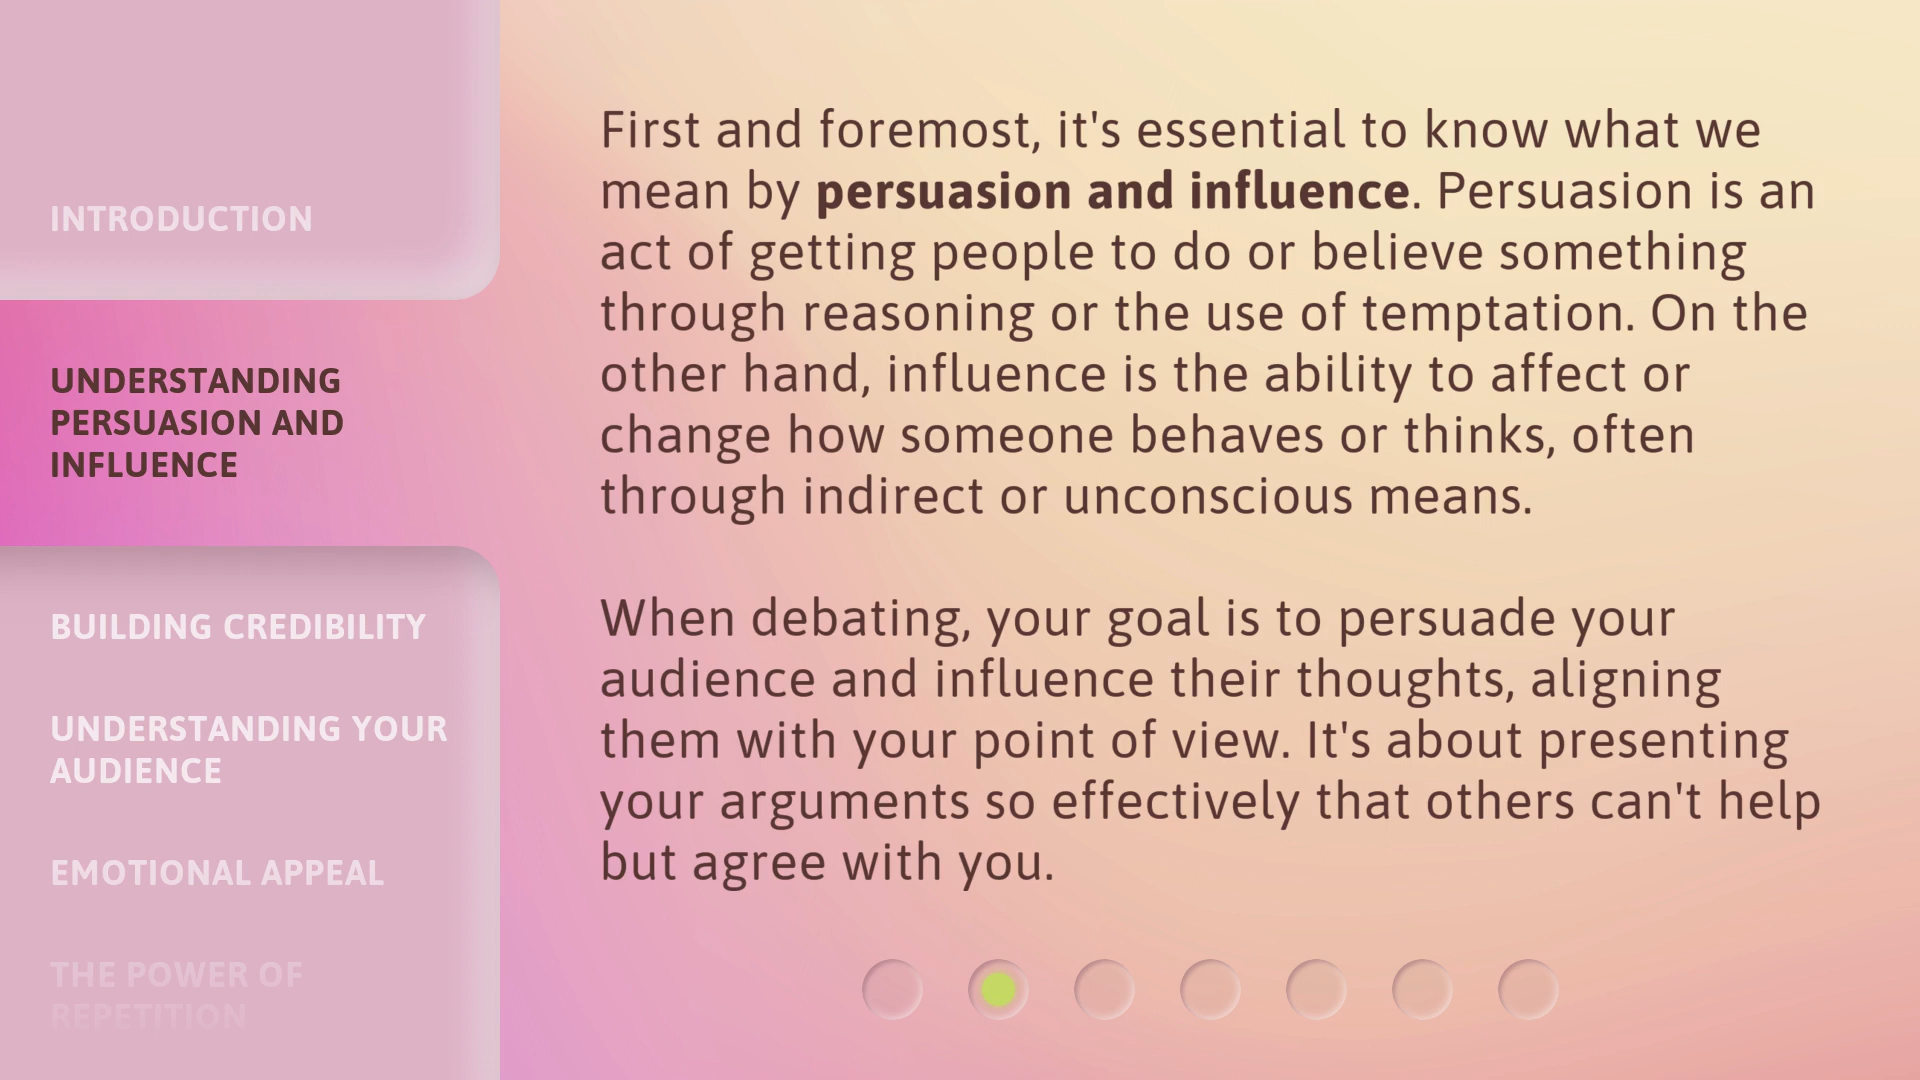 INTRODUCTION
UNDERSTANDING
PERSUASION AND
INFLUENCE
BUILDING CREDIBILITY
UNDERSTANDING YOUR
AUDIENCE
EMOTIONAL APPEAL
THE POWER OF
REPETITION
First and foremost, it's essential to know what we
mean by persuasion and influence. Persuasion is an
act of getting people to do or believe something
through reasoning or the use of temptation. On the
other hand, influence is the ability to affect or
change how someone behaves or thinks, often
through indirect or unconscious means.
When debating, your goal is to persuade your
audience and influence their thoughts, aligning
them with your point of view. It's about presenting
your arguments so effectively that others can't help
but agree with you.